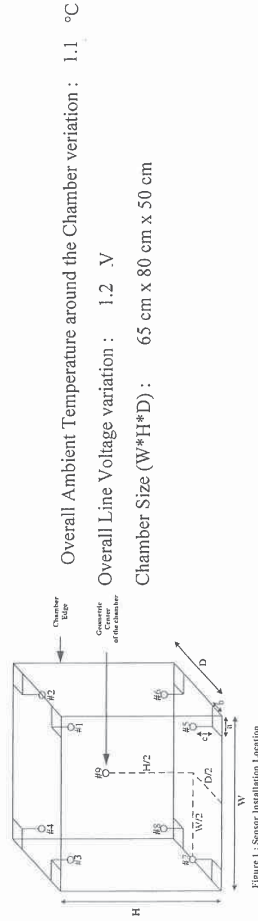 Overall Ambient Temperature around the Chamber veriation : 1.1 °C
Overall Line Voltage variation : 1.2 V
Chamber Size (W*H*D) : 65 cm x 80 cm x 50 cm
Chamber
Edge
Geometric
Center
of the chamber
#2
#1
#4
#3
#9
#6
#5
#8
#7
H
H/2
W/2
D/2
D
W
a
b
c
Figure 1 : Sensor Installation Location